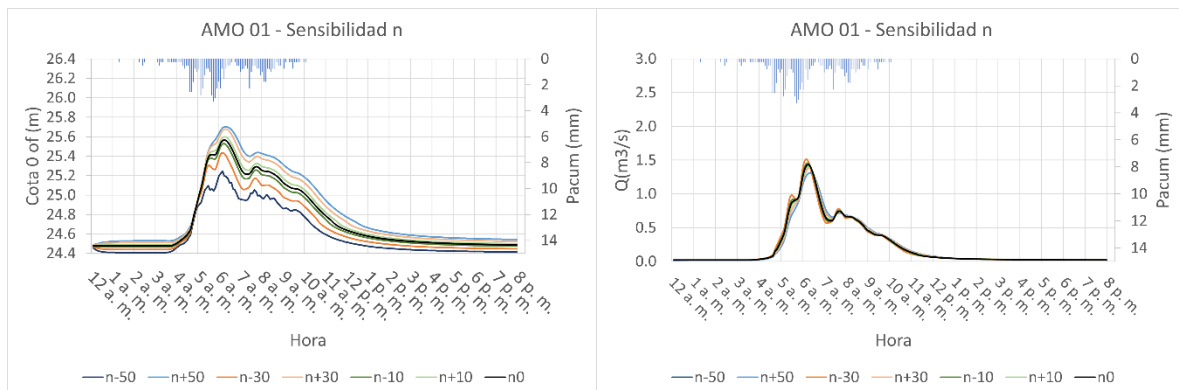 AMO 01 - Sensibilidad n
26.4
26.2
26.0
25.8
25.6
25.4
25.2
25.0
24.8
24.6
24.4
Cota 0 of (m)
0
2
4
6
8
10
12
14
Pacum (mm)
12 a. m.
1 a. m.
2 a. m.
3 a. m.
4 a. m.
5 a. m.
6 a. m.
7 a. m.
8 a. m.
9 a. m.
10 a. m.
11 a. m.
12 p. m.
1 p. m.
2 p. m.
3 p. m.
4 p. m.
5 p. m.
6 p. m.
7 p. m.
8 p. m.
Hora
n-50 n+50 n-30 n+30 n-10 n+10 n0
AMO 01 - Sensibilidad n
3.0
2.5
2.0
1.5
1.0
0.5
0.0
Q(m3/s)
0
2
4
6
8
10
12
14
Pacum (mm)
12 a. m.
1 a. m.
2 a. m.
3 a. m.
4 a. m.
5 a. m.
6 a. m.
7 a. m.
8 a. m.
9 a. m.
10 a. m.
11 a. m.
12 p. m.
1 p. m.
2 p. m.
3 p. m.
4 p. m.
5 p. m.
6 p. m.
7 p. m.
8 p. m.
Hora
n-50 n+50 n-30 n+30 n-10 n+10 n0